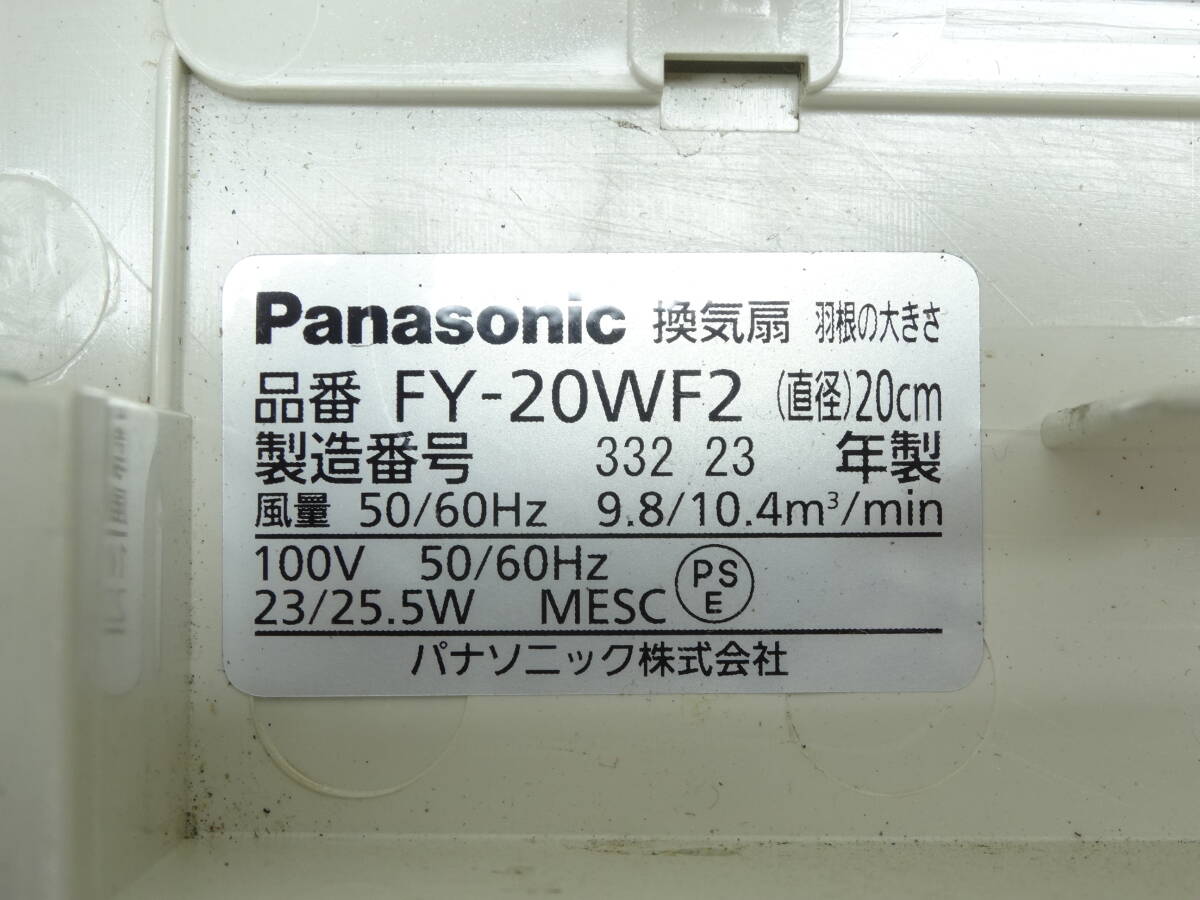 Panasonic 換気扇 羽根の大きさ
品番 FY-20WF2 (直径)20cm
製造番号 332 23 年製
風量 50/60Hz 9.8/10.4m³/min
100V 50/60Hz
23/25.5W MESC PSE
パナソニック株式会社